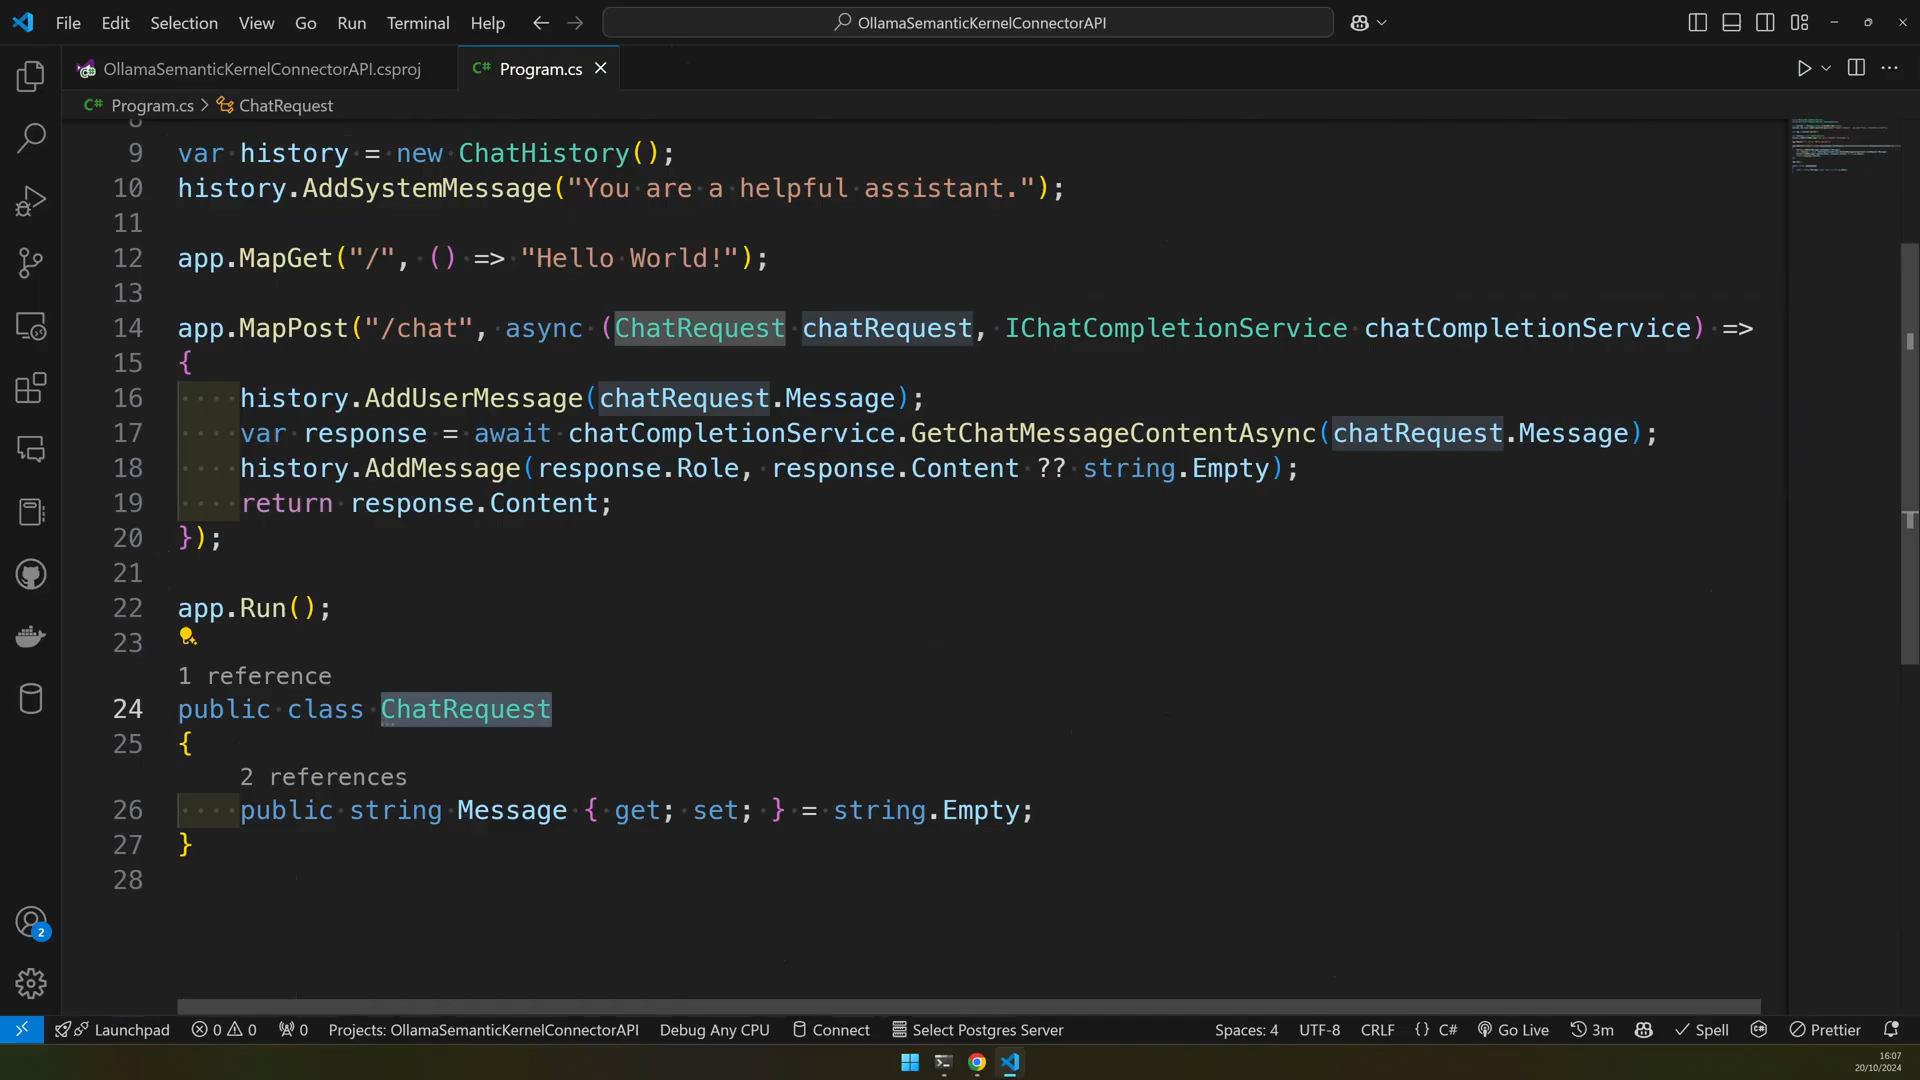 File Edit Selection View Go Run Terminal Help OllamaSemanticKernelConnectorAPI
OllamaSemanticKernelConnectorAPI.csproj C# Program.cs
C# Program.cs > ChatRequest
8
9 var history = new ChatHistory();
10 history.AddSystemMessage("You are a helpful assistant.");
11
12 app.MapGet("/", () => "Hello World!");
13
14 app.MapPost("/chat", async (ChatRequest chatRequest, IChatCompletionService chatCompletionService) =>
15 {
16 history.AddUserMessage(chatRequest.Message);
17 var response = await chatCompletionService.GetChatMessageContentAsync(chatRequest.Message);
18 history.AddMessage(response.Role, response.Content ?? string.Empty);
19 return response.Content;
20 });
21
22 app.Run();
23
1 reference
24 public class ChatRequest
25 {
2 references
26 public string Message { get; set; } = string.Empty;
27 }
28
2
Launchpad 0 0 0 Projects: OllamaSemanticKernelConnectorAPI Debug Any CPU Connect Select Postgres Server Spaces: 4 UTF-8 CRLF {} C# Go Live 3m Spell Prettier
16:07
20/10/2024